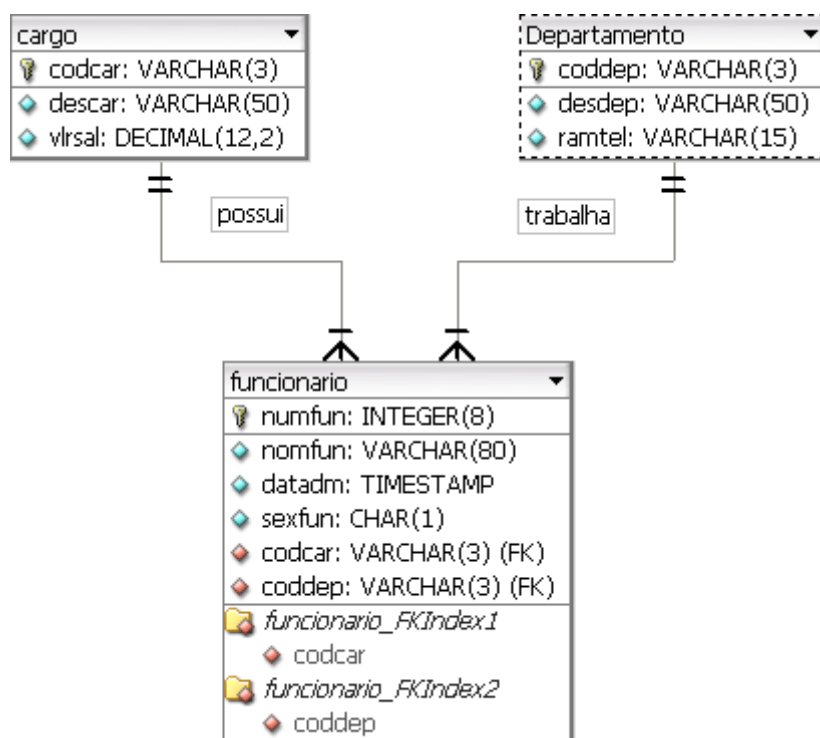 cargo
codcar: VARCHAR(3)
descar: VARCHAR(50)
vlrsal: DECIMAL(12,2)
Departamento
coddep: VARCHAR(3)
desdep: VARCHAR(50)
ramtel: VARCHAR(15)
possui
trabalha
funcionario
numfun: INTEGER(8)
nomfun: VARCHAR(80)
datadm: TIMESTAMP
sexfun: CHAR(1)
codcar: VARCHAR(3) (FK)
coddep: VARCHAR(3) (FK)
funcionario_FKIndex1
codcar
funcionario_FKIndex2
coddep